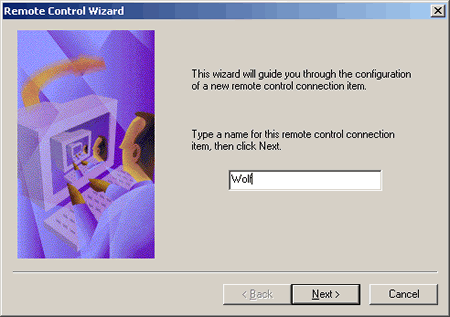 Remote Control Wizard
This wizard will guide you through the configuration
of a new remote control connection item.
Type a name for this remote control connection
item, then click Next.
Wolf
< Back Next > Cancel